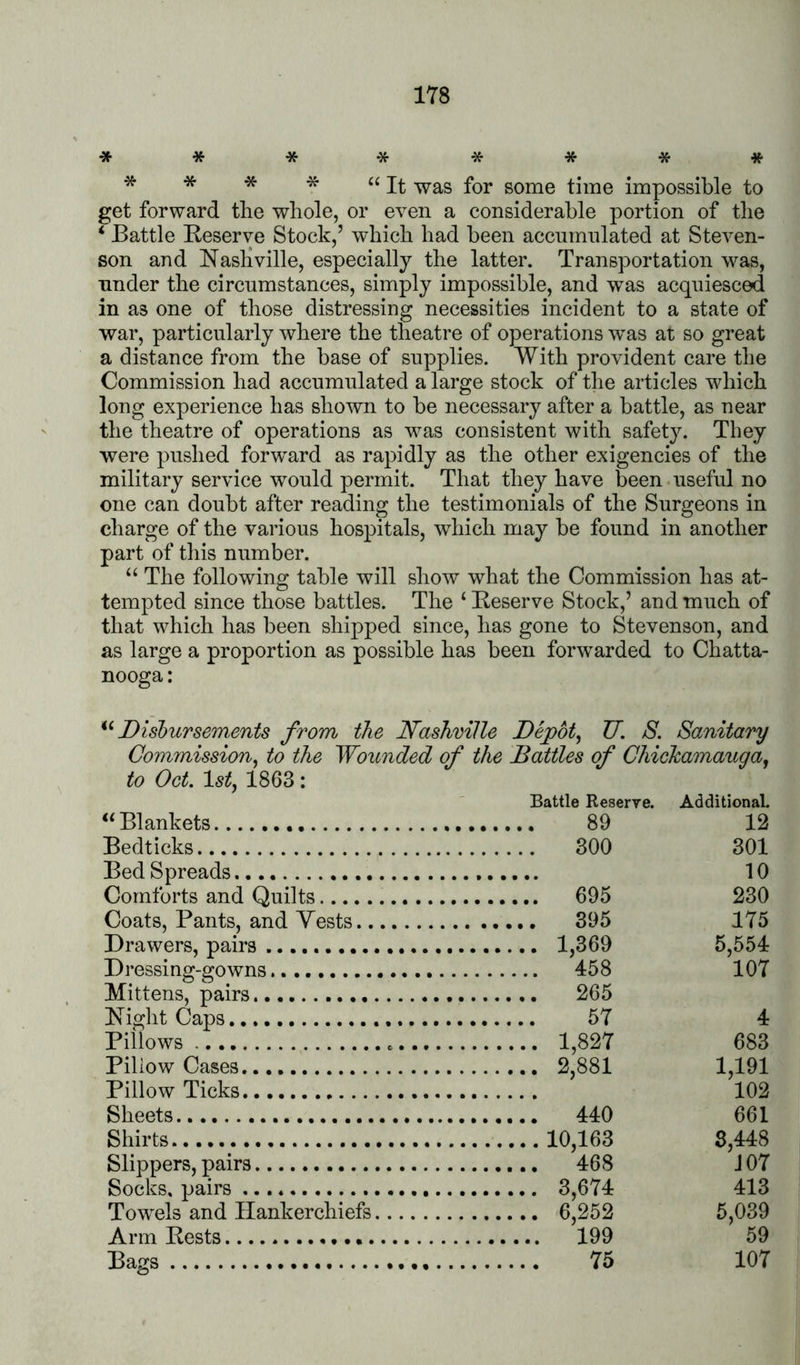 178
* * * * * * * *
* * * * “ It was for some time impossible to
get forward the whole, or even a considerable portion of the
‘ Battle Reserve Stock,’ which had been accumulated at Steven-
son and Nashville, especially the latter. Transportation was,
under the circumstances, simply impossible, and was acquiesced
in as one of those distressing necessities incident to a state of
war, particularly where the theatre of operations was at so great
a distance from the base of supplies. With provident care the
Commission had accumulated a large stock of the articles which
long experience has shown to be necessary after a battle, as near
the theatre of operations as was consistent with safety. They
were pushed forward as rapidly as the other exigencies of the
military service would permit. That they have been useful no
one can doubt after reading the testimonials of the Surgeons in
charge of the various hospitals, which may be found in another
part of this number.
“ The following table will show what the Commission has at-
tempted since those battles. The ‘ Reserve Stock,’ and much of
that which has been shipped since, has gone to Stevenson, and
as large a proportion as possible has been forwarded to Chatta-
nooga:
“ Disbursements from the Nashville Depôt, U. S. Sanitary
Commission, to the Wounded of the Battles of Chickamauga,
to Oct. 1st, 1863:
Battle Reserve. Additional.
“ Blankets 89 12
Bedticks 300 301
Bed Spreads 10
Comforts and Quilts 695 230
Coats, Pants, and Vests 395 175
Drawers, pairs 1,369 5,554
Dressing-gowns 458 107
Mittens, pairs 265
Night Caps 57 4
Pillows 1,827 683
Pillow Cases 2,881 1,191
Pillow Ticks 102
Sheets 440 661
Shirts 10,163 3,448
Slippers, pairs 468 107
Socks, pairs 3,674 413
Towels and Hankerchiefs 6,252 5,039
Arm Rests 199 59
Bags 75 107